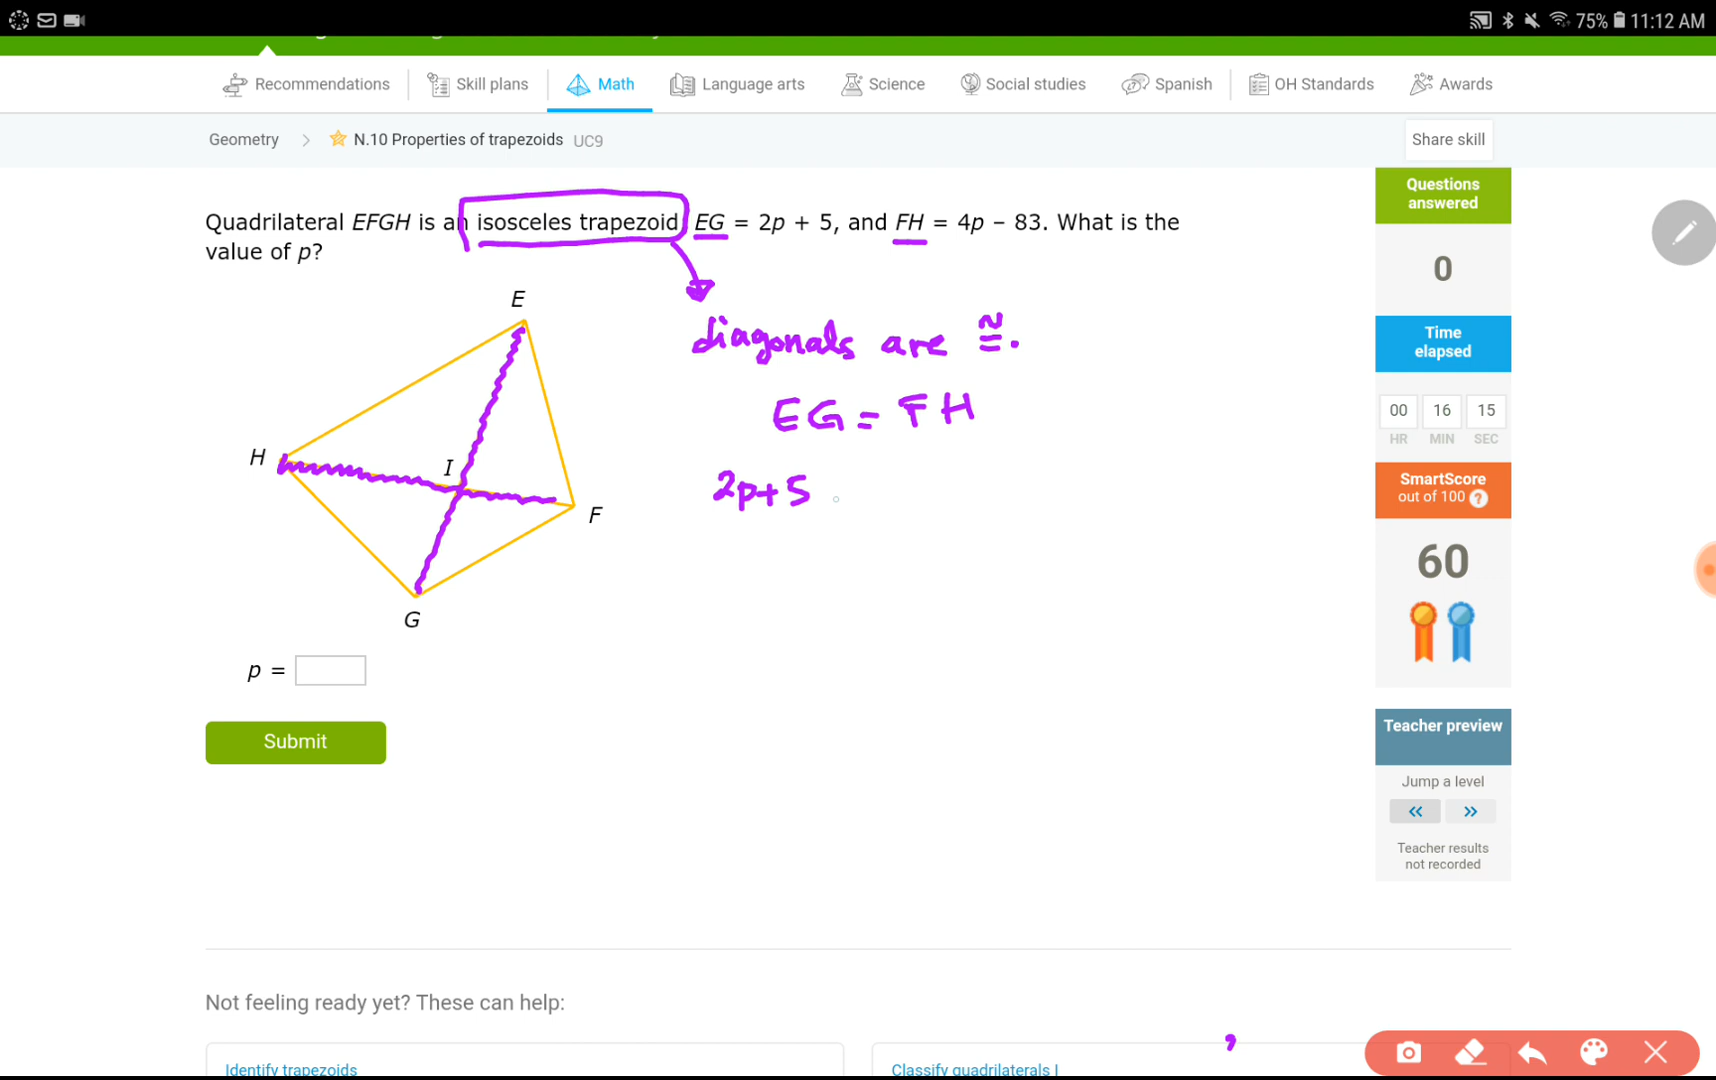 75% 11:12 AM
Recommendations Skill plans Math Language arts Science Social studies Spanish OH Standards Awards
Geometry > N.10 Properties of trapezoids UC9
Share skill
Quadrilateral EFGH is an isosceles trapezoid, EG = 2p + 5, and FH = 4p – 83. What is the
value of p?
E
H
I
F
G
diagonals are ≅.
EG = FH
2p+5
p =
Submit
Questions
answered
0
Time
elapsed
00 16 15
HR MIN SEC
SmartScore
out of 100 ?
60
Teacher preview
Jump a level
« »
Teacher results
not recorded
Not feeling ready yet? These can help:
Identify trapezoids
Classify quadrilaterals I